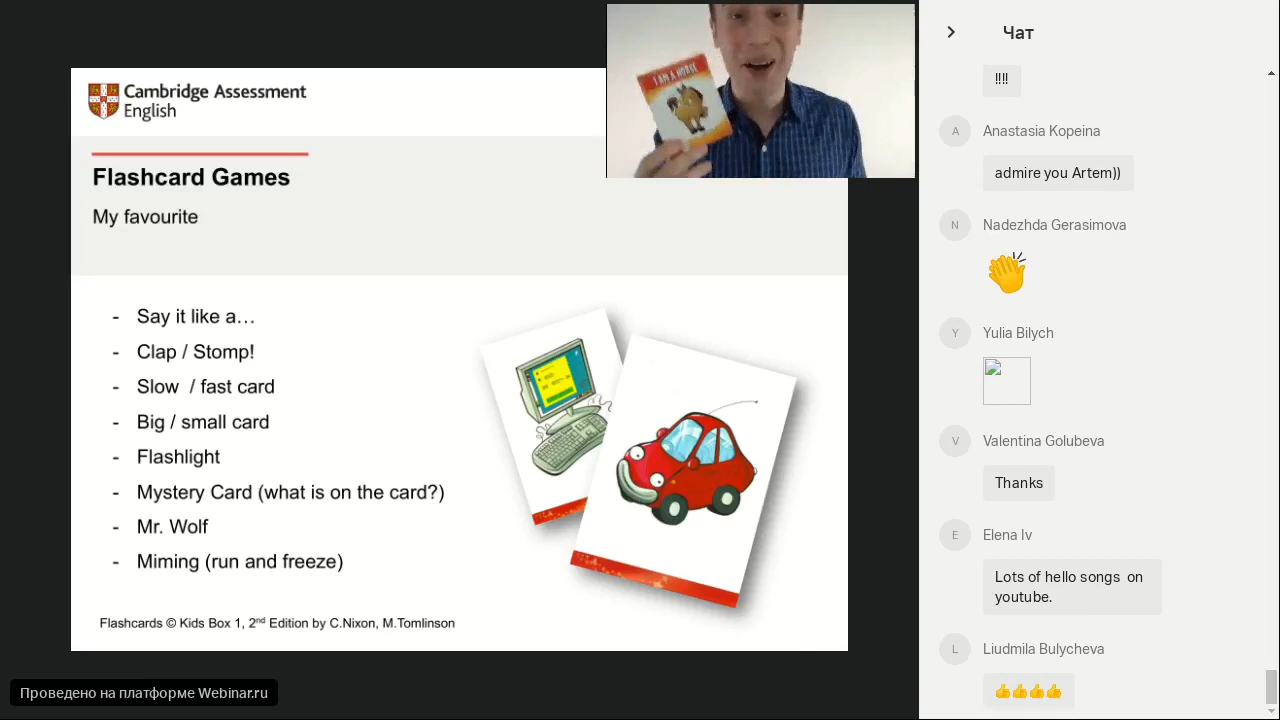 Cambridge Assessment
English
I AM A HORSE
Flashcard Games
My favourite
- Say it like a…
- Clap / Stomp!
- Slow / fast card
- Big / small card
- Flashlight
- Mystery Card (what is on the card?)
- Mr. Wolf
- Miming (run and freeze)
Flashcards © Kids Box 1, 2nd Edition by C.Nixon, M.Tomlinson
Проведено на платформе Webinar.ru
Чат
!!!!
A
Anastasia Kopeina
admire you Artem))
N
Nadezhda Gerasimova
Y
Yulia Bilych
V
Valentina Golubeva
Thanks
E
Elena Iv
Lots of hello songs on
youtube.
L
Liudmila Bulycheva